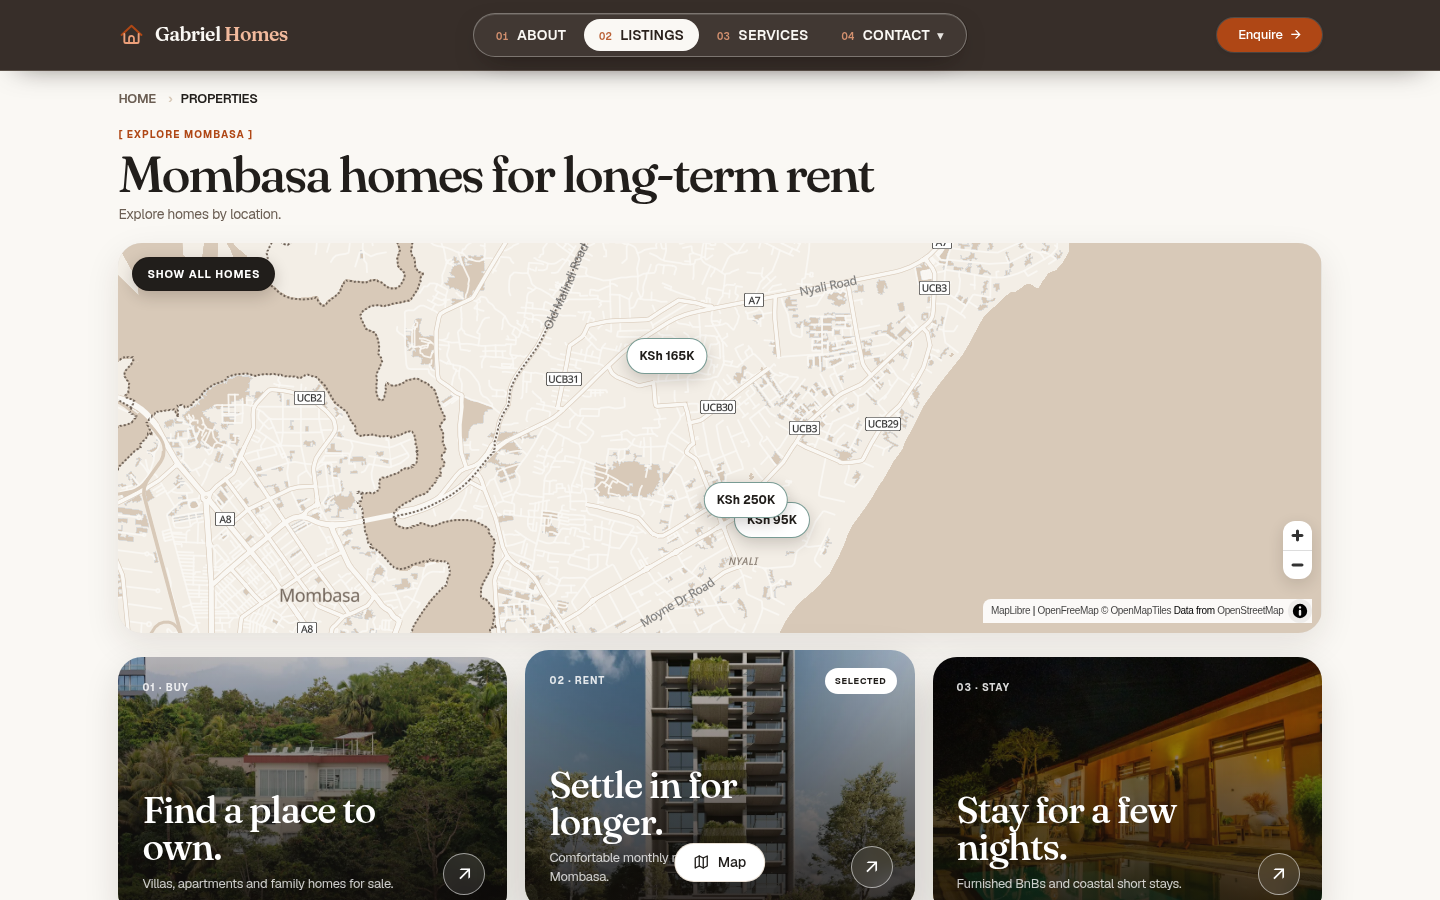 Gabriel Homes
01 ABOUT
02 LISTINGS
03 SERVICES
04 CONTACT ▾
Enquire →
HOME › PROPERTIES
[ EXPLORE MOMBASA ]
Mombasa homes for long-term rent
Explore homes by location.
SHOW ALL HOMES
Old Malindi Road
A7
Nyali Road
UCB3
A7
KSh 165K
UCB31
UCB2
UCB30
UCB3
UCB29
KSh 250K
KSh 95K
A8
NYALI
Mombasa
Moyne Dr Road
A8
MapLibre | OpenFreeMap © OpenMapTiles Data from OpenStreetMap
01 · BUY
Find a place to
own.
Villas, apartments and family homes for sale.
02 · RENT
SELECTED
Settle in for
longer.
Comfortable monthly
Mombasa.
Map
03 · STAY
Stay for a few
nights.
Furnished BnBs and coastal short stays.